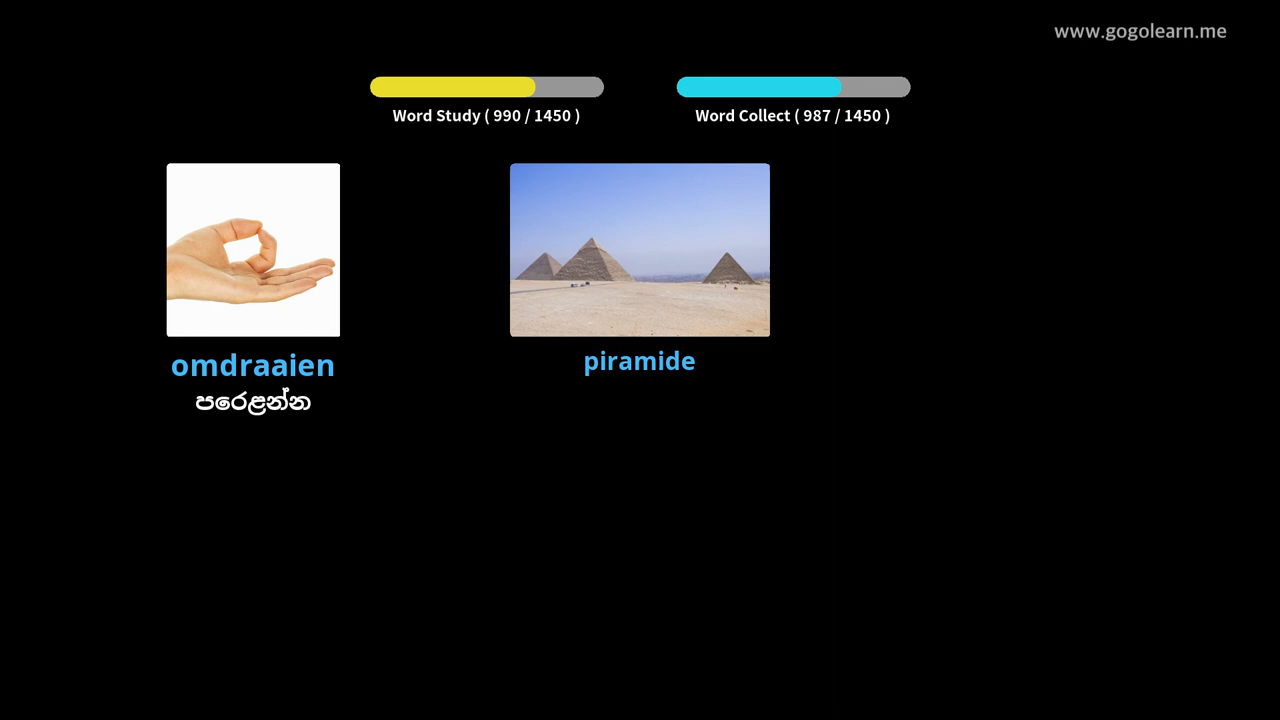 www.gogolearn.me
Word Study ( 990 / 1450 )
Word Collect ( 987 / 1450 )
omdraaien
පරෙළන්න
piramide